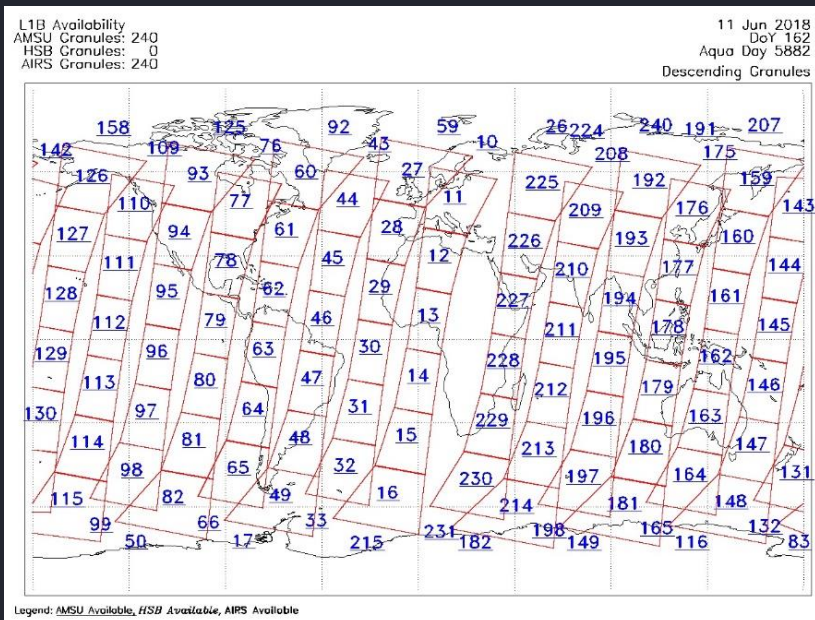 L1B Availability
AMSU Granules: 240
HSB Granules: 0
AIRS Granules: 240
11 Jun 2018
DoY 162
Aqua Day 5882
Descending Granules
158 125 92 59 26 224 240 191 207
142 109 76 43 10 208 175
126 93 60 27 225 192 159
110 77 44 11 209 176 143
127 94 61 28 226 193 160
111 78 45 12 210 177 144
128 95 62 29 227 194 161
112 79 46 13 211 178 145
129 96 63 30 228 195 162
113 80 47 14 212 179 146
130 97 64 31 229 196 163
114 81 48 15 213 180 147
98 65 32 230 197 164 131
115 82 49 16 214 181 148
99 66 33 231 198 165 132
50 17 215 182 149 116 83
Legend: AMSU Available, HSB Available, AIRS Available